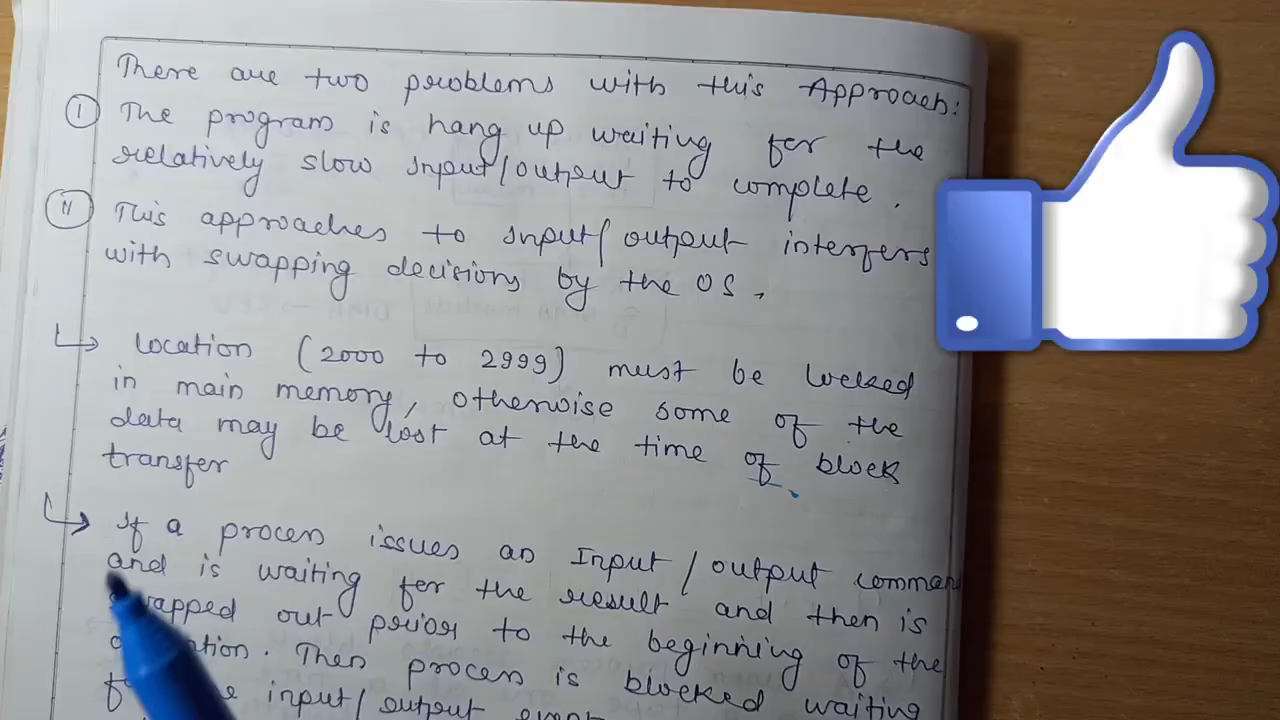 There are two problems with this Approach:
I The program is hang up waiting for the
relatively slow Input/output to complete.
II This approaches to Input/output interfers
with swapping decisions by the OS.
↳ location (2000 to 2999) must be locked
in main memory, otherwise some of the
data may be lost at the time of block
transfer
↳ If a process issues an Input/output
and is waiting for the result and then is
out prior to the beginning of the
Then process is blocked waiting
input/output